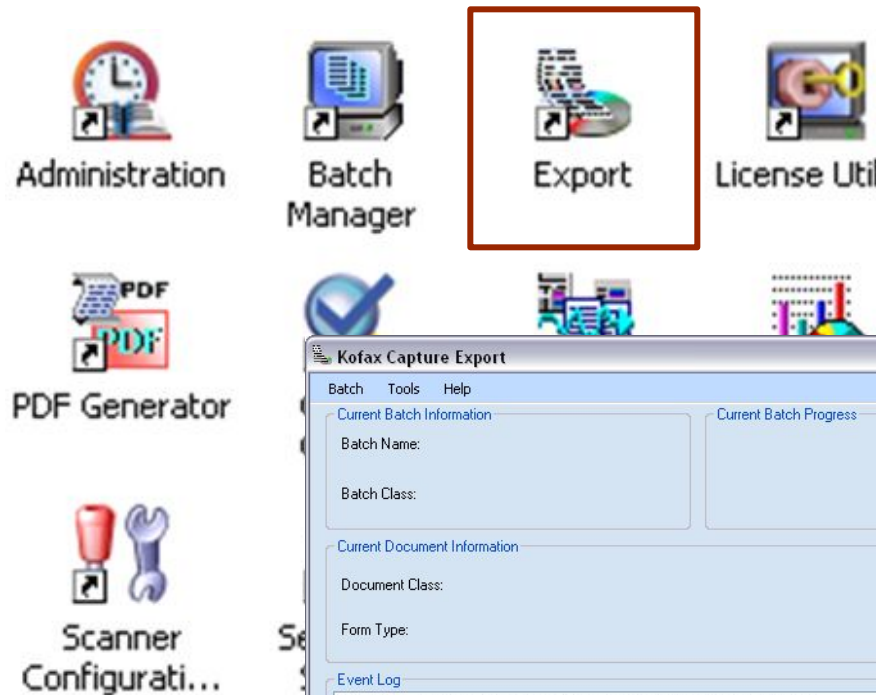 Administration
Batch
Manager
Export
License Util
PDF
PDF
PDF Generator
Kofax Capture Export
Batch Tools Help
Current Batch Information
Current Batch Progress
Batch Name:
Batch Class:
Current Document Information
Document Class:
Form Type:
Event Log
Scanner
Configurati...
Se